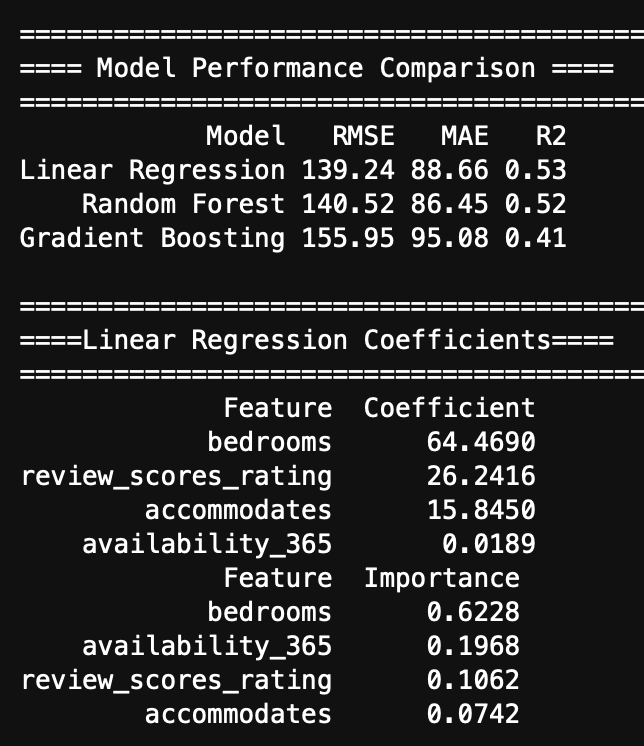 ========================================
==== Model Performance Comparison ====
========================================
Model RMSE MAE R2
Linear Regression 139.24 88.66 0.53
Random Forest 140.52 86.45 0.52
Gradient Boosting 155.95 95.08 0.41
========================================
====Linear Regression Coefficients====
========================================
Feature Coefficient
bedrooms 64.4690
review_scores_rating 26.2416
accommodates 15.8450
availability_365 0.0189
Feature Importance
bedrooms 0.6228
availability_365 0.1968
review_scores_rating 0.1062
accommodates 0.0742